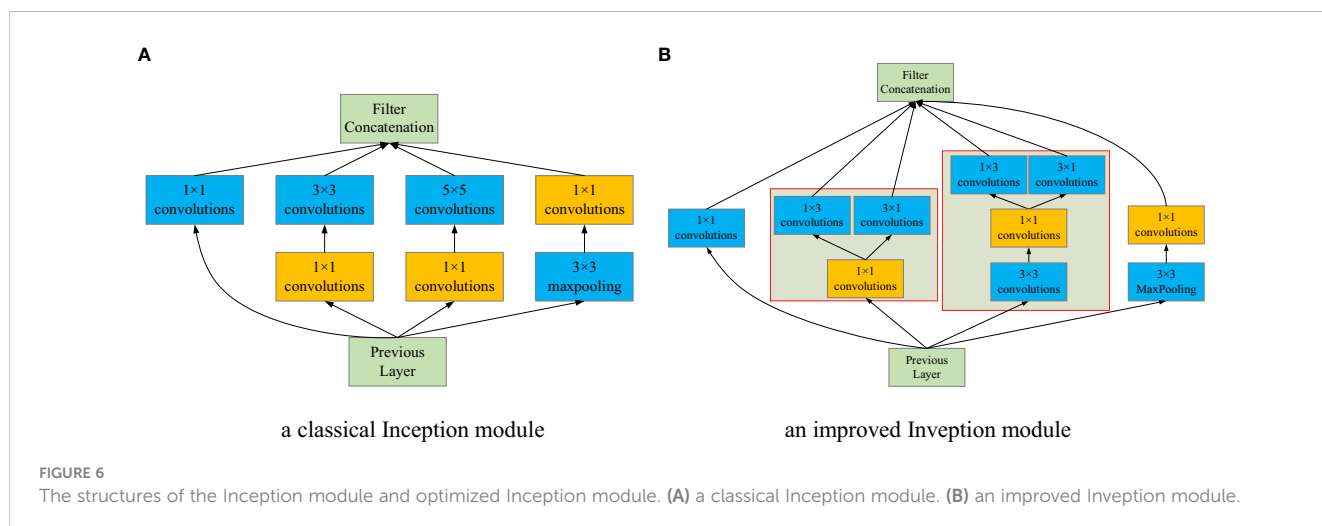 A
Filter
Concatenation
1×1
convolutions
3×3
convolutions
5×5
convolutions
1×1
convolutions
1×1
convolutions
1×1
convolutions
3×3
maxpooling
Previous
Layer
a classical Inception module
B
Filter
Concatenation
1×3
convolutions
3×1
convolutions
1×3
convolutions
3×1
convolutions
1×1
convolutions
1×1
convolutions
1×1
convolutions
1×1
convolutions
3×3
convolutions
3×3
MaxPooling
Previous
Layer
an improved Inveption module
FIGURE 6
The structures of the Inception module and optimized Inception module. (A) a classical Inception module. (B) an improved Inveption module.